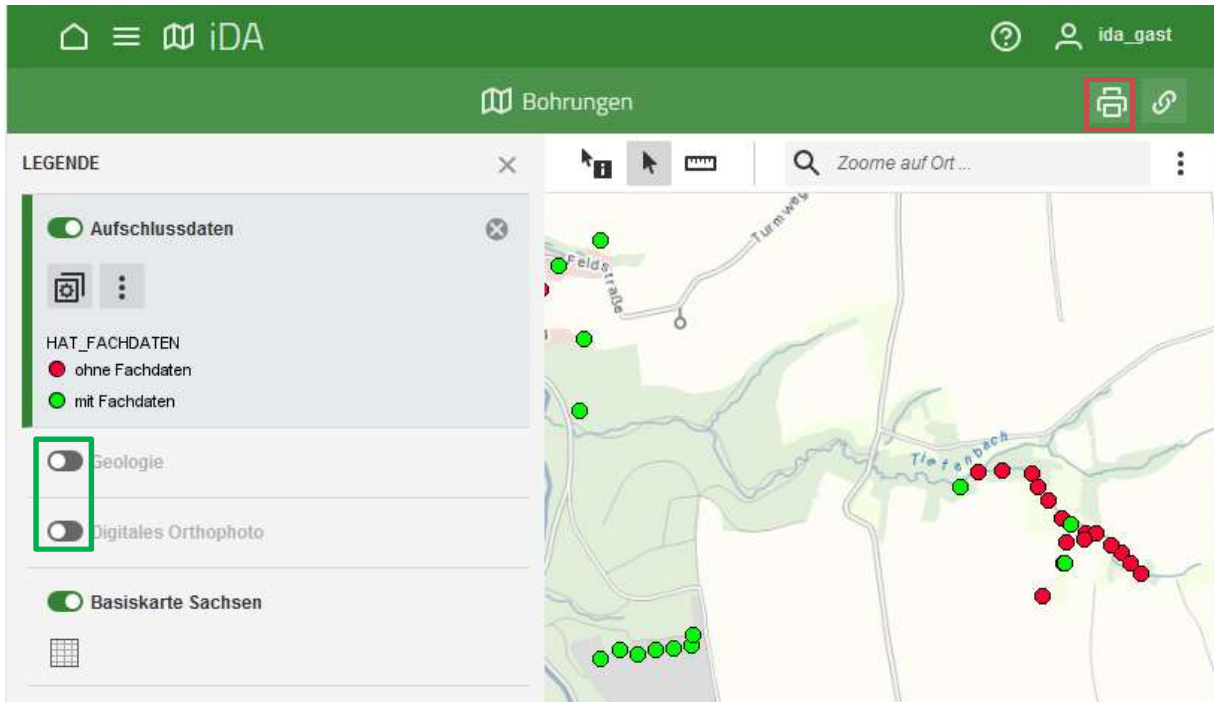 iDA
ida_gast
Bohrungen
LEGENDE
Zoome auf Ort ...
Aufschlussdaten
HAT_FACHDATEN
ohne Fachdaten
mit Fachdaten
Geologie
Digitales Orthophoto
Basiskarte Sachsen
Turmweg
Feldstraße
Tiefenbach